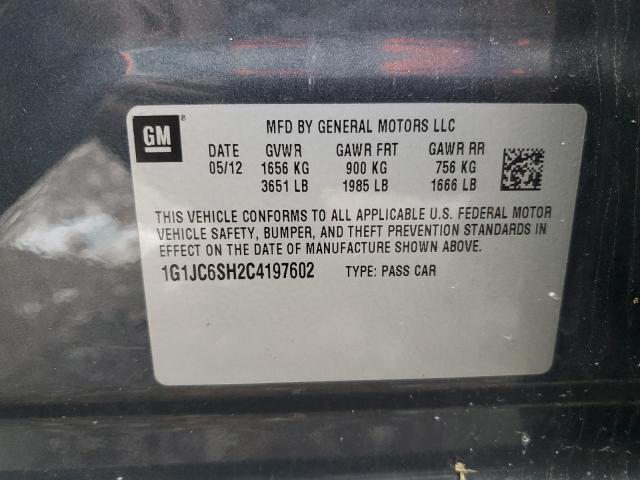 GM ®
MFD BY GENERAL MOTORS LLC
DATE GVWR GAWR FRT GAWR RR
05/12 1656 KG 900 KG 756 KG
3651 LB 1985 LB 1666 LB
THIS VEHICLE CONFORMS TO ALL APPLICABLE U.S. FEDERAL MOTOR
VEHICLE SAFETY, BUMPER, AND THEFT PREVENTION STANDARDS IN
EFFECT ON THE DATE OF MANUFACTURE SHOWN ABOVE.
1G1JC6SH2C4197602 TYPE: PASS CAR